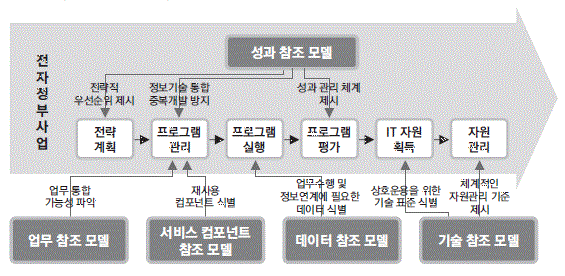 전자정부사업
성과 참조 모델
전략적
우선순위 제시
정보기술 통합
중복개발 방지
성과 관리 체계
제시
전략
계획
프로그램
관리
프로그램
실행
프로그램
평가
IT 자원
획득
자원
관리
업무 통합
가능성 파악
재사용
컴포넌트 식별
업무수행 및
정보연계에 필요한
데이터 식별
상호운용을 위한
기술 표준 식별
체계적인
자원관리 기준
제시
업무 참조 모델
서비스 컴포넌트
참조 모델
데이터 참조 모델
기술 참조 모델